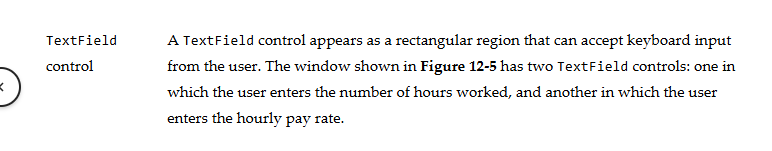 TextField control
A TextField control appears as a rectangular region that can accept keyboard input
from the user. The window shown in Figure 12-5 has two TextField controls: one in
which the user enters the number of hours worked, and another in which the user
enters the hourly pay rate.